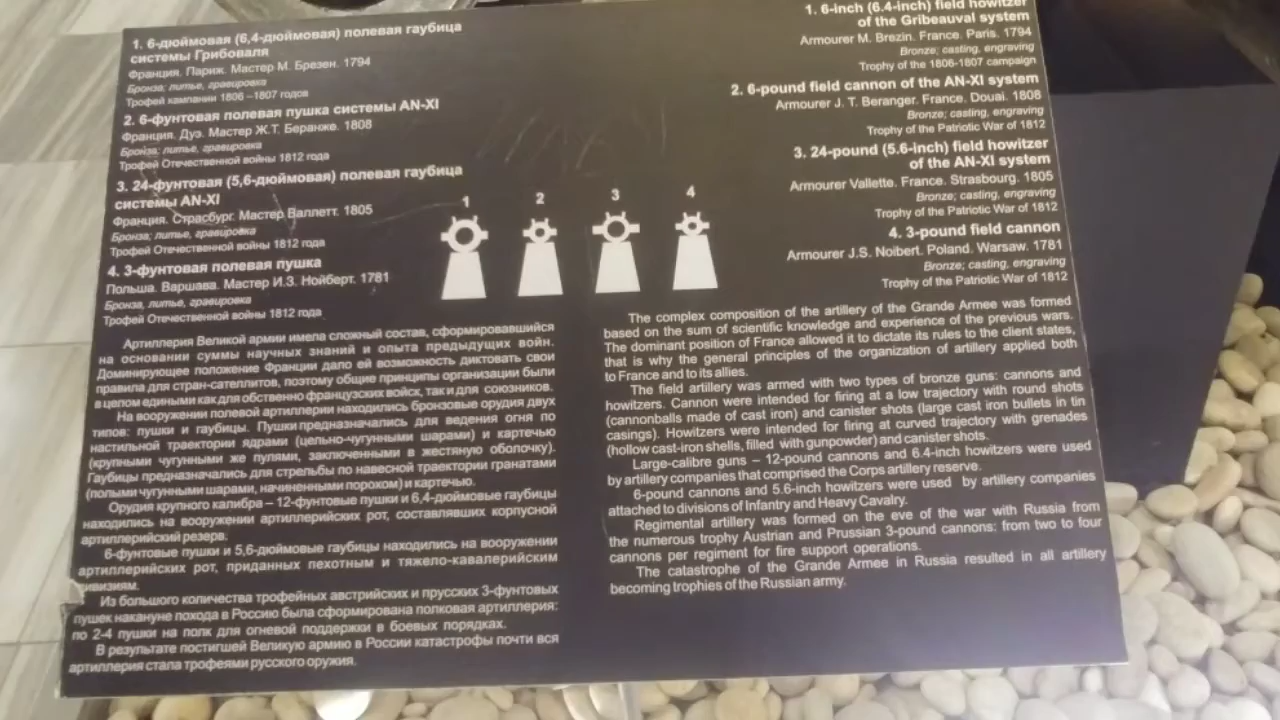 1. 6-дюймовая (6,4-дюймовая) полевая гаубица
системы Грибоваля
Франция. Париж. Мастер М. Брезен. 1794
Бронза; литье, гравировка
Трофей кампании 1806 –1807 годов
2. 6-фунтовая полевая пушка системы AN-XI
Франция. Дуэ. Мастер Ж.Т. Беранже. 1808
Бронза; литье, гравировка
Трофей Отечественной войны 1812 года
3. 24-фунтовая (5,6-дюймовая) полевая гаубица
системы AN-XI
Франция. Страсбург. Мастер Валлетт. 1805
Бронза; литье, гравировка
Трофей Отечественной войны 1812 года
4. 3-фунтовая полевая пушка
Польша. Варшава. Мастер И.З. Нойберт. 1781
Бронза, литье, гравировка
Трофей Отечественной войны 1812 года
1 2 3 4
1. 6-inch (6.4-inch) field howitzer
of the Gribeauval system
Armourer M. Brezin. France. Paris. 1794
Bronze; casting, engraving
Trophy of the 1806-1807 campaign
2. 6-pound field cannon of the AN-XI system
Armourer J. T. Beranger. France. Douai. 1808
Bronze; casting, engraving
Trophy of the Patriotic War of 1812
3. 24-pound (5.6-inch) field howitzer
of the AN-XI system
Armourer Vallette. France. Strasbourg. 1805
Bronze; casting, engraving
Trophy of the Patriotic War of 1812
4. 3-pound field cannon
Armourer J.S. Noibert. Poland. Warsaw. 1781
Bronze; casting, engraving
Trophy of the Patriotic War of 1812
Артиллерия Великой армии имела сложный состав, сформировавшийся
на основании суммы научных знаний и опыта предыдущих войн.
Доминирующее положение Франции дало ей возможность диктовать свои
правила для стран-сателлитов, поэтому общие принципы организации были
в целом едиными как для обственно французских войск, так и для союзников.
На вооружении полевой артиллерии находились бронзовые орудия двух
типов: пушки и гаубицы. Пушки предназначались для ведения огня по
настильной траектории ядрами (цельно-чугунными шарами) и картечью
(крупными чугунными же пулями, заключенными в жестяную оболочку).
Гаубицы предназначались для стрельбы по навесной траектории гранатами
(полыми чугунными шарами, начиненными порохом) и картечью.
Орудия крупного калибра – 12-фунтовые пушки и 6,4-дюймовые гаубицы
находились на вооружении артиллерийских рот, составлявших корпусной
артиллерийский резерв.
6-фунтовые пушки и 5,6-дюймовые гаубицы находились на вооружении
артиллерийских рот, приданных пехотным и тяжело-кавалерийским
дивизиям.
Из большого количества трофейных австрийских и прусских 3-фунтовых
пушек накануне похода в Россию была сформирована полковая артиллерия:
по 2-4 пушки на полк для огневой поддержки в боевых порядках.
В результате постигшей Великую армию в России катастрофы почти вся
артиллерия стала трофеями русского оружия.
The complex composition of the artillery of the Grande Armee was formed
based on the sum of scientific knowledge and experience of the previous wars.
The dominant position of France allowed it to dictate its rules to the client states,
that is why the general principles of the organization of artillery applied both
to France and to its allies.
The field artillery was armed with two types of bronze guns: cannons and
howitzers. Cannon were intended for firing at a low trajectory with round shots
(cannonballs made of cast iron) and canister shots (large cast iron bullets in tin
casings). Howitzers were intended for firing at curved trajectory with grenades
(hollow cast-iron shells, filled with gunpowder) and canister shots.
Large-calibre guns – 12-pound cannons and 6.4-inch howitzers were used
by artillery companies that comprised the Corps artillery reserve.
6-pound cannons and 5.6-inch howitzers were used by artillery companies
attached to divisions of Infantry and Heavy Cavalry.
Regimental artillery was formed on the eve of the war with Russia from
the numerous trophy Austrian and Prussian 3-pound cannons: from two to four
cannons per regiment for fire support operations.
The catastrophe of the Grande Armee in Russia resulted in all artillery
becoming trophies of the Russian army.